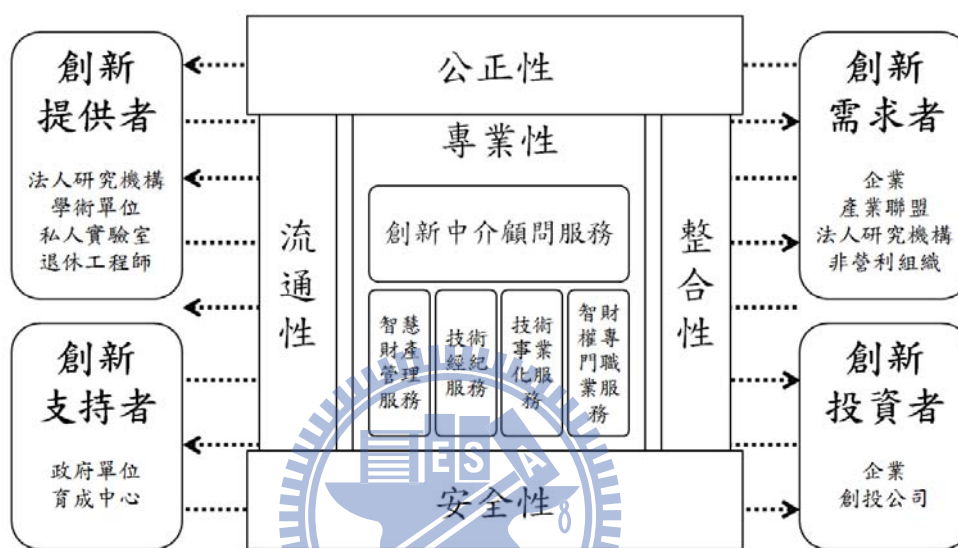 創新
提供者
法人研究機構
學術單位
私人實驗室
退休工程師
創新
支持者
政府單位
育成中心
公正性
流通性
專業性
創新中介顧問服務
智慧
財產
管理
服務
技術
經紀
服務
技術
事業
化服
務
智財
權專
門職
業服
務
整合性
安全性
ESA
8
創新
需求者
企業
產業聯盟
法人研究機構
非營利組織
創新
投資者
企業
創投公司